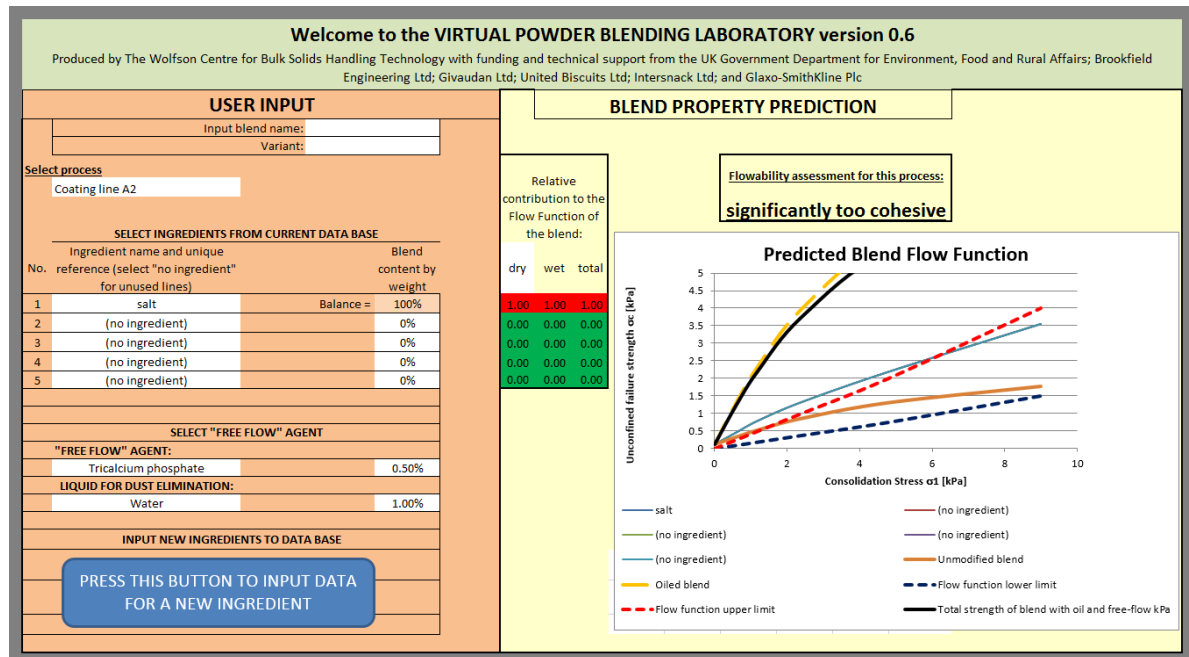 Welcome to the VIRTUAL POWDER BLENDING LABORATORY version 0.6
Produced by The Wolfson Centre for Bulk Solids Handling Technology with funding and technical support from the UK Government Department for Environment, Food and Rural Affairs; Brookfield
Engineering Ltd; Givaudan Ltd; United Biscuits Ltd; Intersnack Ltd; and Glaxo-SmithKline Plc
USER INPUT
Input blend name:
Variant:
Select process
Coating line A2
SELECT INGREDIENTS FROM CURRENT DATA BASE
No.
Ingredient name and unique
reference (select "no ingredient"
for unused lines)
Blend
content by
weight
1 salt Balance = 100%
2 (no ingredient) 0%
3 (no ingredient) 0%
4 (no ingredient) 0%
5 (no ingredient) 0%
SELECT "FREE FLOW" AGENT
"FREE FLOW" AGENT:
Tricalcium phosphate 0.50%
LIQUID FOR DUST ELIMINATION:
Water 1.00%
INPUT NEW INGREDIENTS TO DATA BASE
PRESS THIS BUTTON TO INPUT DATA
FOR A NEW INGREDIENT
BLEND PROPERTY PREDICTION
Relative
contribution to the
Flow Function of
the blend:
dry wet total
1.00 1.00 1.00
0.00 0.00 0.00
0.00 0.00 0.00
0.00 0.00 0.00
0.00 0.00 0.00
Flowability assessment for this process:
significantly too cohesive
Predicted Blend Flow Function
Unconfined failure strength σc [kPa]
5
4.5
4
3.5
3
2.5
2
1.5
1
0.5
0
0 2 4 6 8 10
Consolidation Stress σ1 [kPa]
salt (no ingredient)
(no ingredient) (no ingredient)
(no ingredient) Unmodified blend
Oiled blend Flow function lower limit
Flow function upper limit Total strength of blend with oil and free-flow kPa